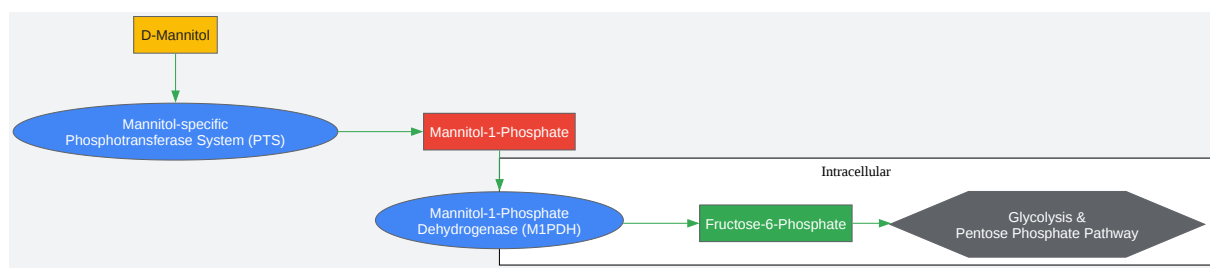 D-Mannitol
Mannitol-specific
Phosphotransferase System (PTS)
Mannitol-1-Phosphate
Intracellular
Mannitol-1-Phosphate
Dehydrogenase (M1PDH)
Fructose-6-Phosphate
Glycolysis &
Pentose Phosphate Pathway